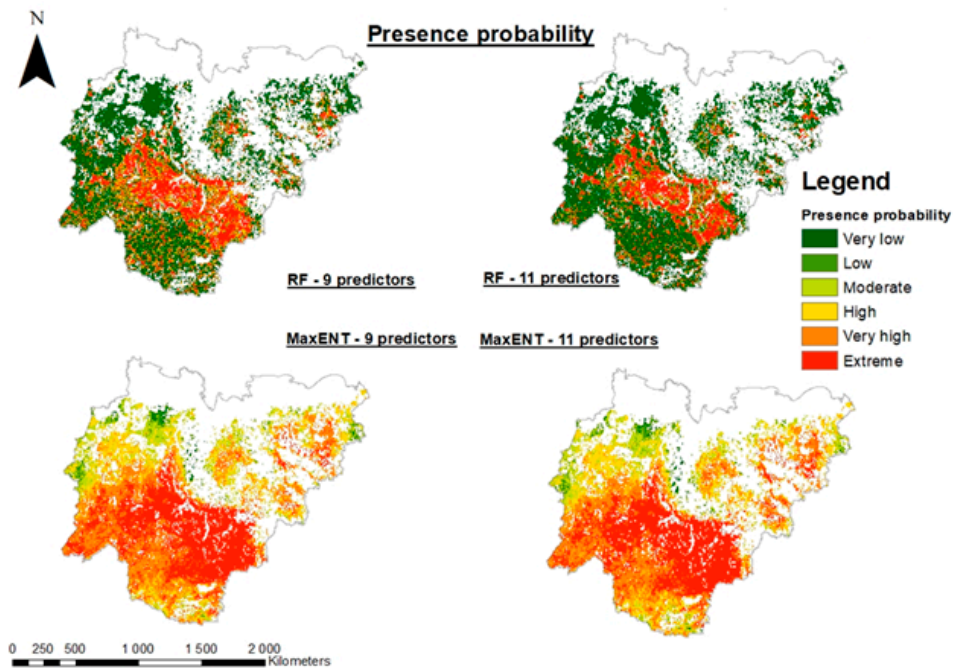 N
Presence probability
RF - 9 predictors
RF - 11 predictors
Legend
Presence probability
Very low
Low
Moderate
High
Very high
Extreme
MaxENT - 9 predictors
MaxENT - 11 predictors
0 250 500 1 000 1 500 2 000
Kilometers